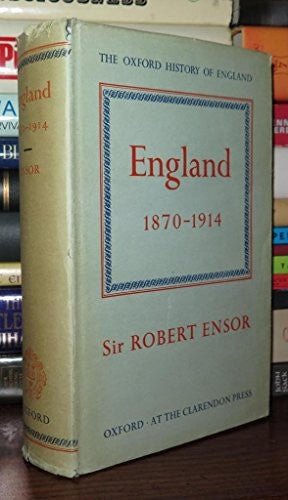 THE OXFORD HISTORY OF ENGLAND
England
1870-1914
Sir ROBERT ENSOR
OXFORD · AT THE CLARENDON PRESS
England
1870-1914
ENSOR
OXFORD